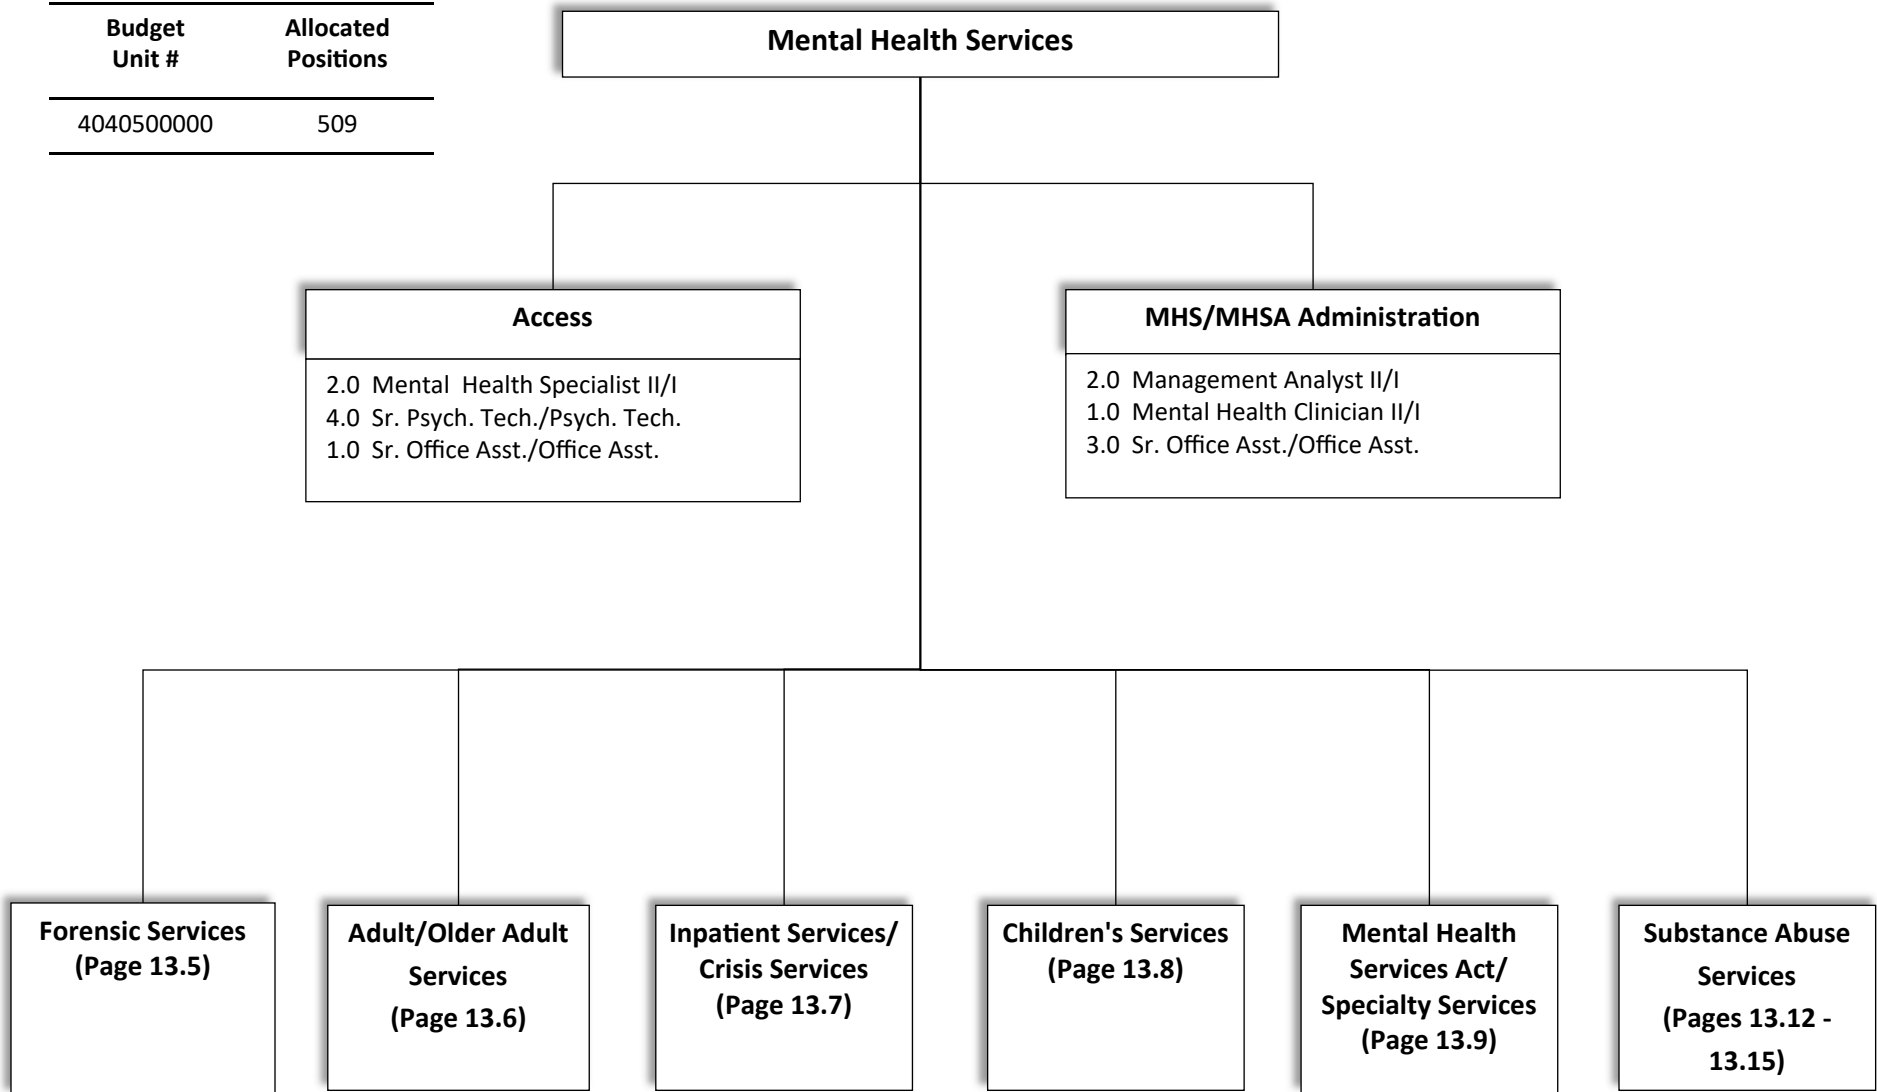 Budget
Unit #
Allocated
Positions
4040500000
509
Mental Health Services
Access
2.0 Mental Health Specialist II/I
4.0 Sr. Psych. Tech./Psych. Tech.
1.0 Sr. Office Asst./Office Asst.
MHS/MHSA Administration
2.0 Management Analyst II/I
1.0 Mental Health Clinician II/I
3.0 Sr. Office Asst./Office Asst.
Forensic Services
(Page 13.5)
Adult/Older Adult
Services
(Page 13.6)
Inpatient Services/
Crisis Services
(Page 13.7)
Children's Services
(Page 13.8)
Mental Health
Services Act/
Specialty Services
(Page 13.9)
Substance Abuse
Services
(Pages 13.12 -
13.15)